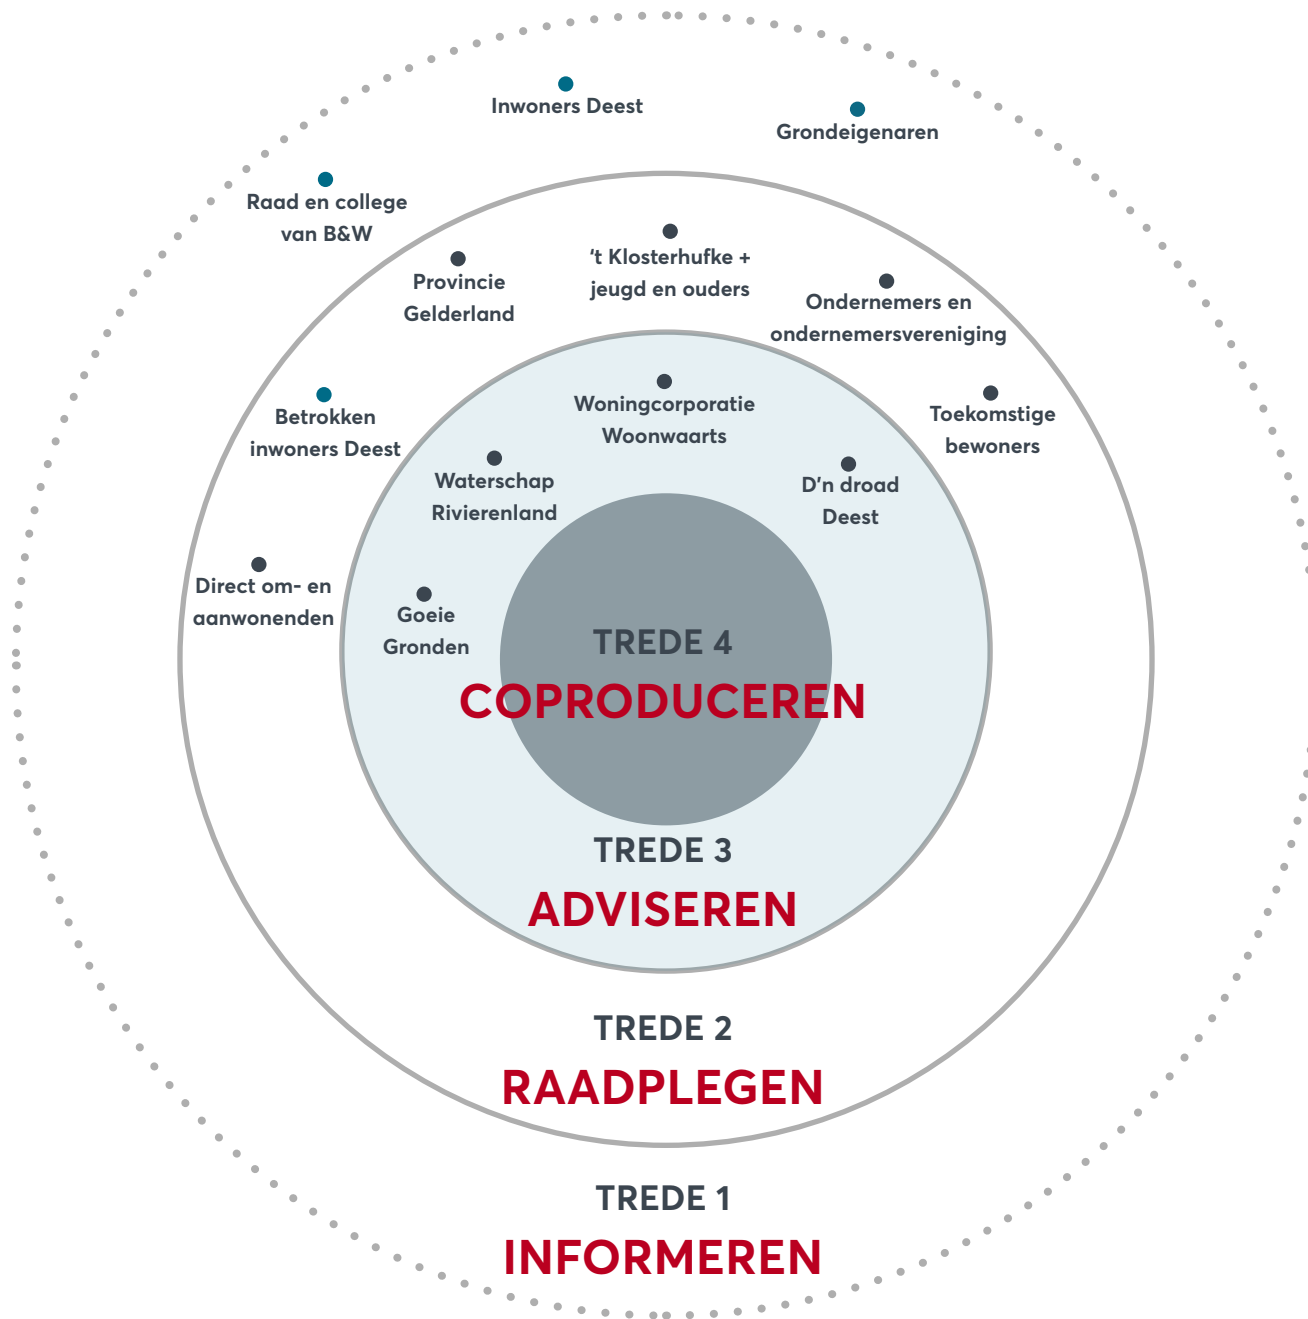 Inwoners Deest
Grondeigenaren
Raad en college
van B&W
Provincie
Gelderland
‘t Klosterhufke +
jeugd en ouders
Ondernemers en
ondernemersvereniging
Betrokken
inwoners Deest
Toekomstige
bewoners
Woningcorporatie
Woonwaarts
Waterschap
Rivierenland
D’n droad
Deest
Direct om- en
aanwonenden
Goeie
Gronden
TREDE 4
COPRODUCEREN
TREDE 3
ADVISEREN
TREDE 2
RAADPLEGEN
TREDE 1
INFORMEREN